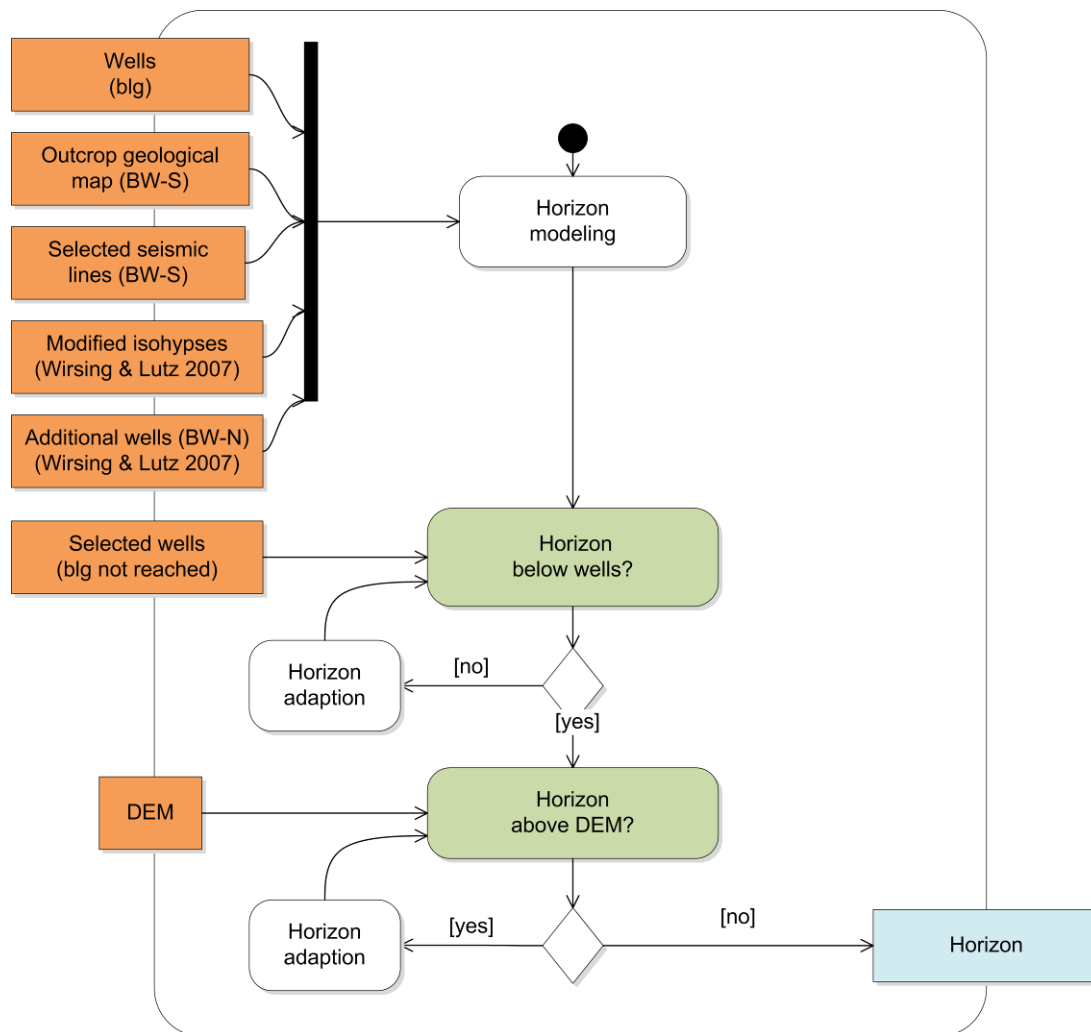 Wells
(blg)
Outcrop geological
map (BW-S)
Selected seismic
lines (BW-S)
Modified isohypses
(Wirsing & Lutz 2007)
Additional wells (BW-N)
(Wirsing & Lutz 2007)
Horizon
modeling
Selected wells
(blg not reached)
Horizon
below wells?
Horizon
adaption
[no]
[yes]
DEM
Horizon
above DEM?
Horizon
adaption
[yes]
[no]
Horizon